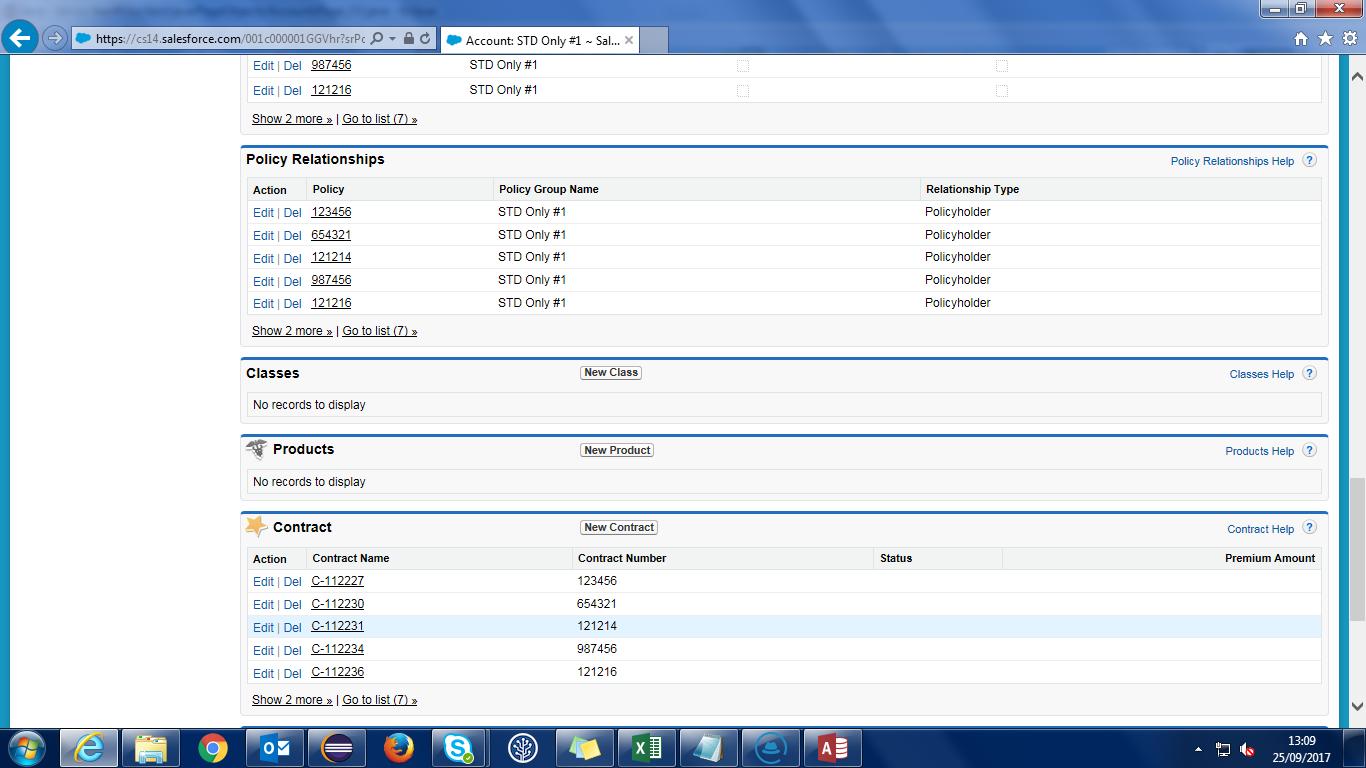 https://cs14.salesforce.com/001c000001GGVhr?srPc
Account: STD Only #1 ~ Sal...
Edit | Del 987456 STD Only #1
Edit | Del 121216 STD Only #1
Show 2 more » | Go to list (7) »
Policy Relationships Policy Relationships Help ?
Action Policy Policy Group Name Relationship Type
Edit | Del 123456 STD Only #1 Policyholder
Edit | Del 654321 STD Only #1 Policyholder
Edit | Del 121214 STD Only #1 Policyholder
Edit | Del 987456 STD Only #1 Policyholder
Edit | Del 121216 STD Only #1 Policyholder
Show 2 more » | Go to list (7) »
Classes New Class Classes Help ?
No records to display
Products New Product Products Help ?
No records to display
Contract New Contract Contract Help ?
Action Contract Name Contract Number Status Premium Amount
Edit | Del C-112227 123456
Edit | Del C-112230 654321
Edit | Del C-112231 121214
Edit | Del C-112234 987456
Edit | Del C-112236 121216
Show 2 more » | Go to list (7) »
13:09
25/09/2017